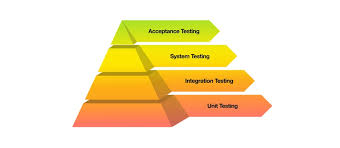 Acceptance Testing
System Testing
Integration Testing
Unit Testing